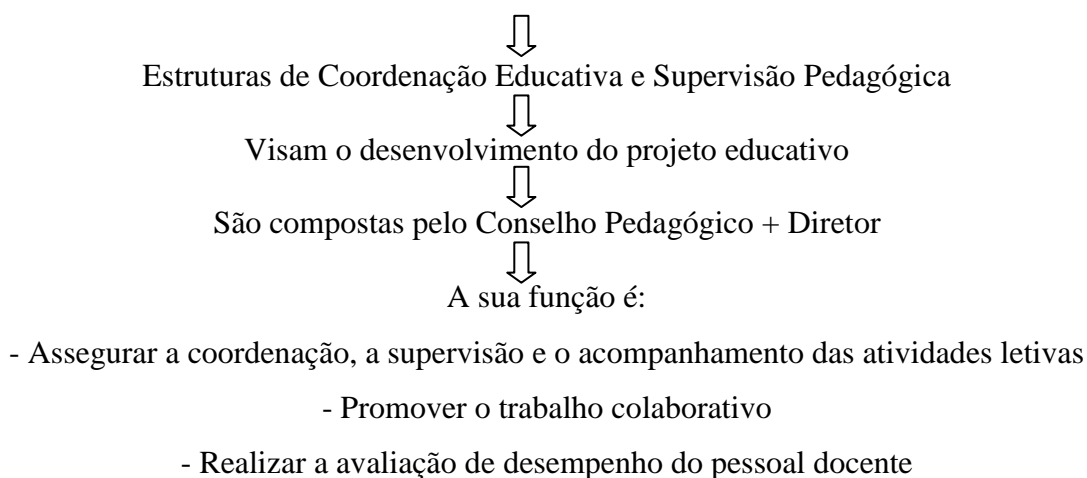 Estruturas de Coordenação Educativa e Supervisão Pedagógica
Visam o desenvolvimento do projeto educativo
São compostas pelo Conselho Pedagógico + Diretor
A sua função é:
- Assegurar a coordenação, a supervisão e o acompanhamento das atividades letivas
- Promover o trabalho colaborativo
- Realizar a avaliação de desempenho do pessoal docente